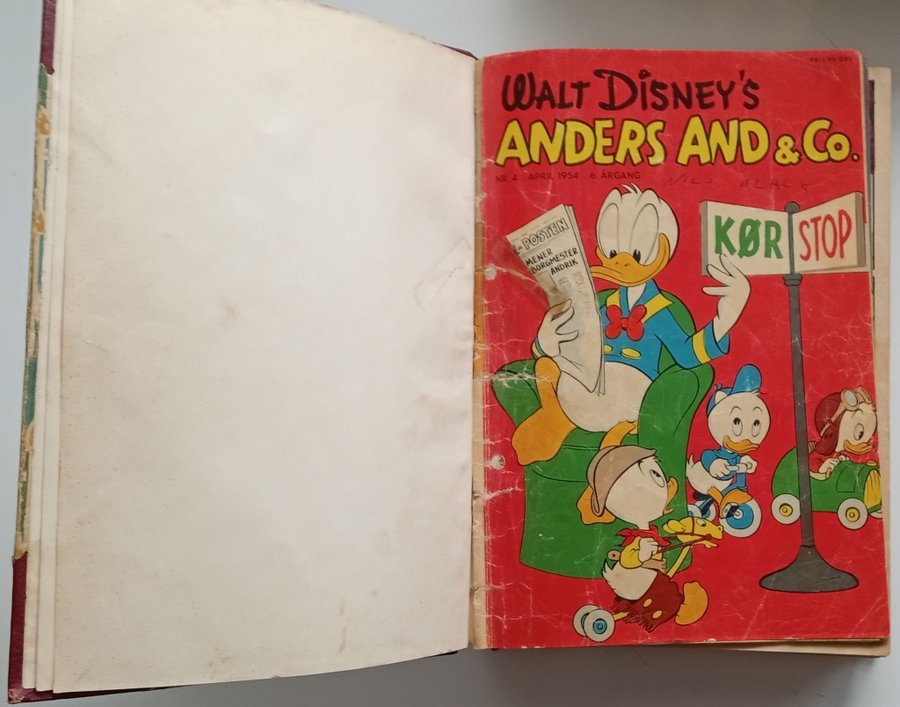 WALT DISNEY'S
ANDERS AND & CO.
NR. 4 APRIL 1954 6. ÅRGANG
KØR STOP
POSTEN
MENER
BORGMESTER
ANDRIK